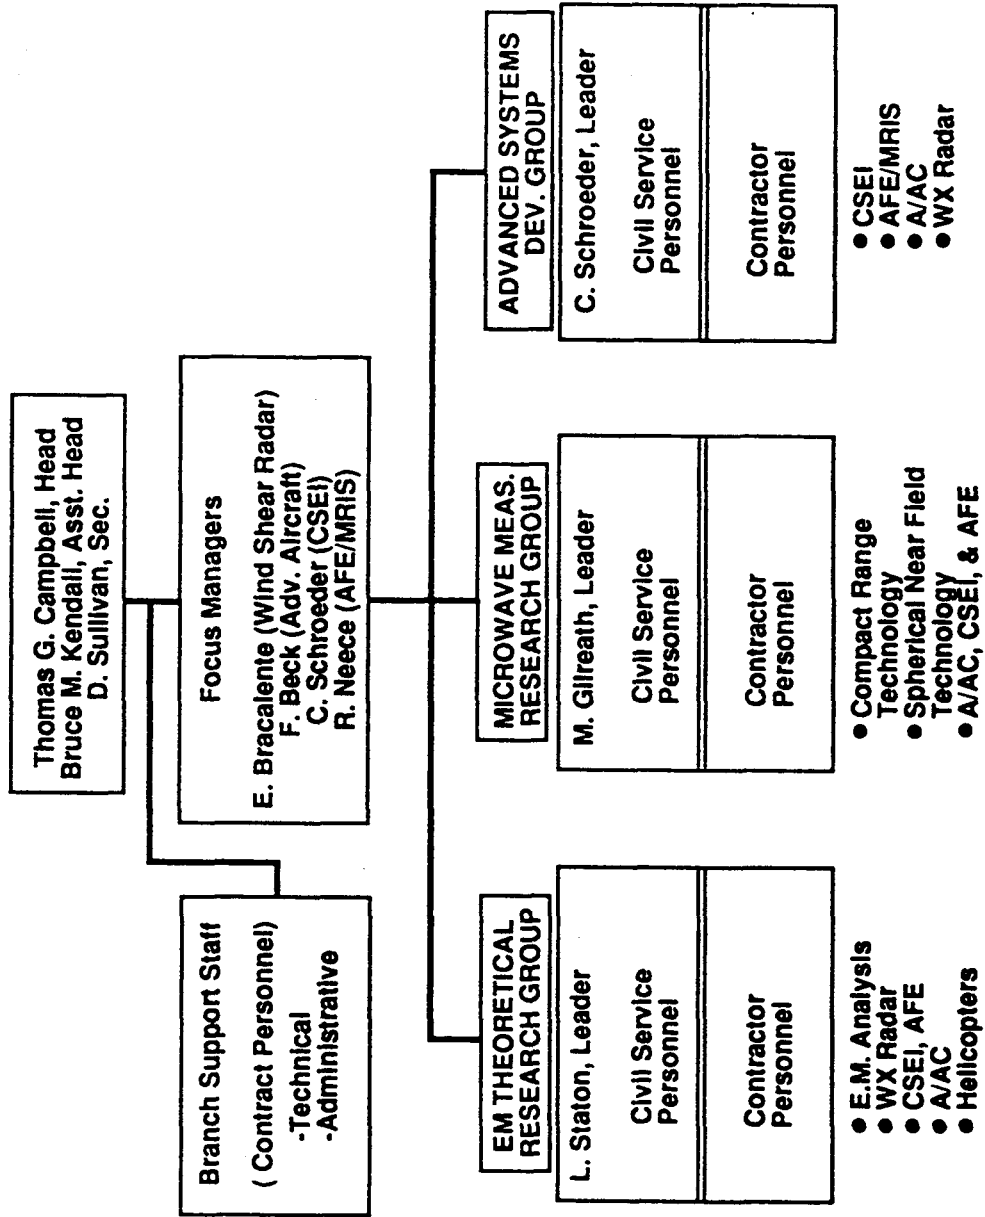 Thomas G. Campbell, Head
Bruce M. Kendall, Asst. Head
D. Sullivan, Sec.
Branch Support Staff
( Contract Personnel)
-Technical
-Administrative
Focus Managers
E. Bracalente (Wind Shear Radar)
F. Beck (Adv. Aircraft)
C. Schroeder (CSEI)
R. Neece (AFE/MRIS)
EM THEORETICAL
RESEARCH GROUP
L. Staton, Leader
Civil Service
Personnel
Contractor
Personnel
● E.M. Analysis
● WX Radar
● CSEI, AFE
● A/AC
● Helicopters
MICROWAVE MEAS.
RESEARCH GROUP
M. Gilreath, Leader
Civil Service
Personnel
Contractor
Personnel
● Compact Range
Technology
● Spherical Near Field
Technology
● A/AC, CSEI, & AFE
ADVANCED SYSTEMS
DEV. GROUP
C. Schroeder, Leader
Civil Service
Personnel
Contractor
Personnel
● CSEI
● AFE/MRIS
● A/AC
● WX Radar